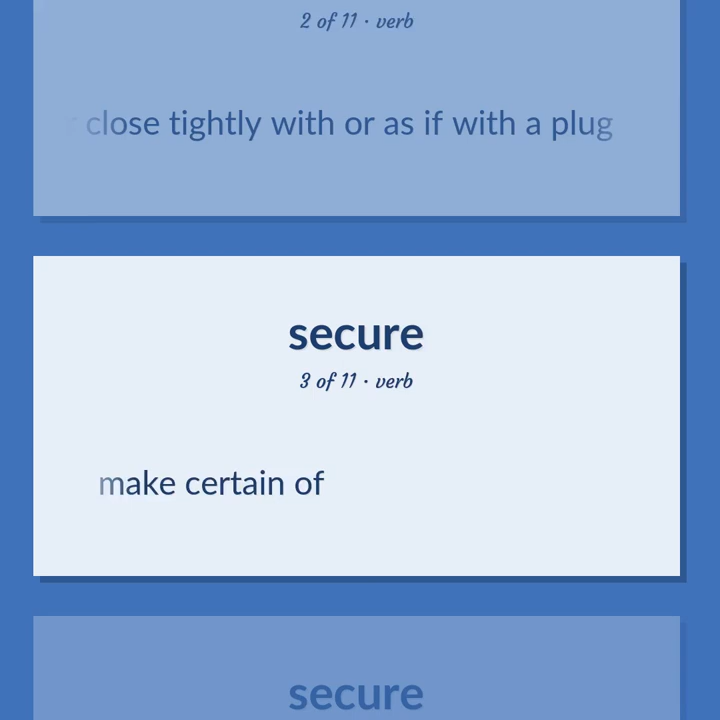 2 of 11 · verb
close tightly with or as if with a plug
secure
3 of 11 · verb
make certain of
secure